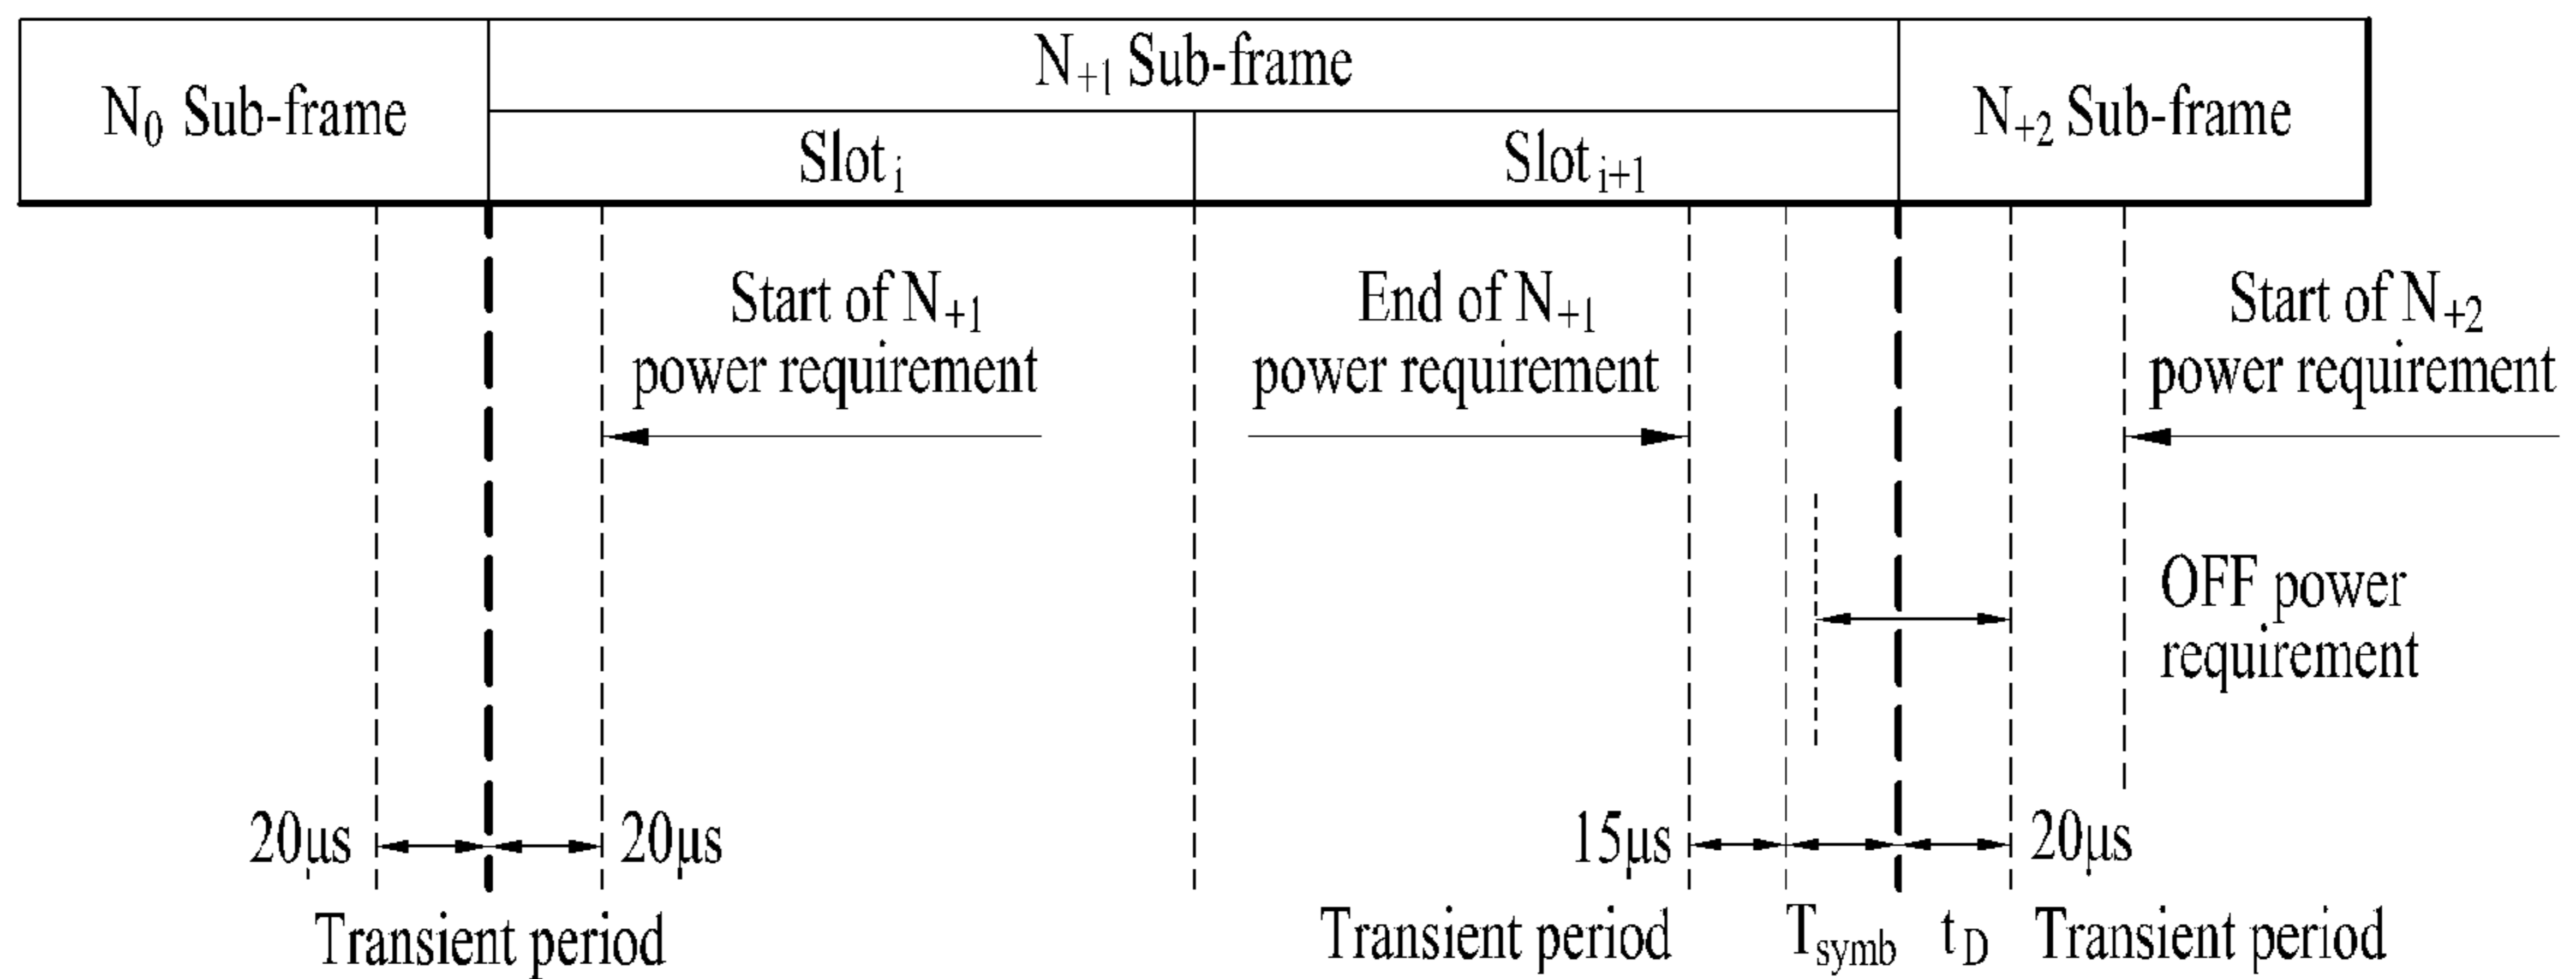 N₀ Sub-frame
N₊₁ Sub-frame
N₊₂ Sub-frame
Slot ᵢ
Slot ᵢ₊₁
Start of N₊₁
power requirement
End of N₊₁
power requirement
Start of N₊₂
power requirement
OFF power
requirement
20μs
20μs
15μs
20μs
Transient period
Transient period
T_symb
t_D
Transient period